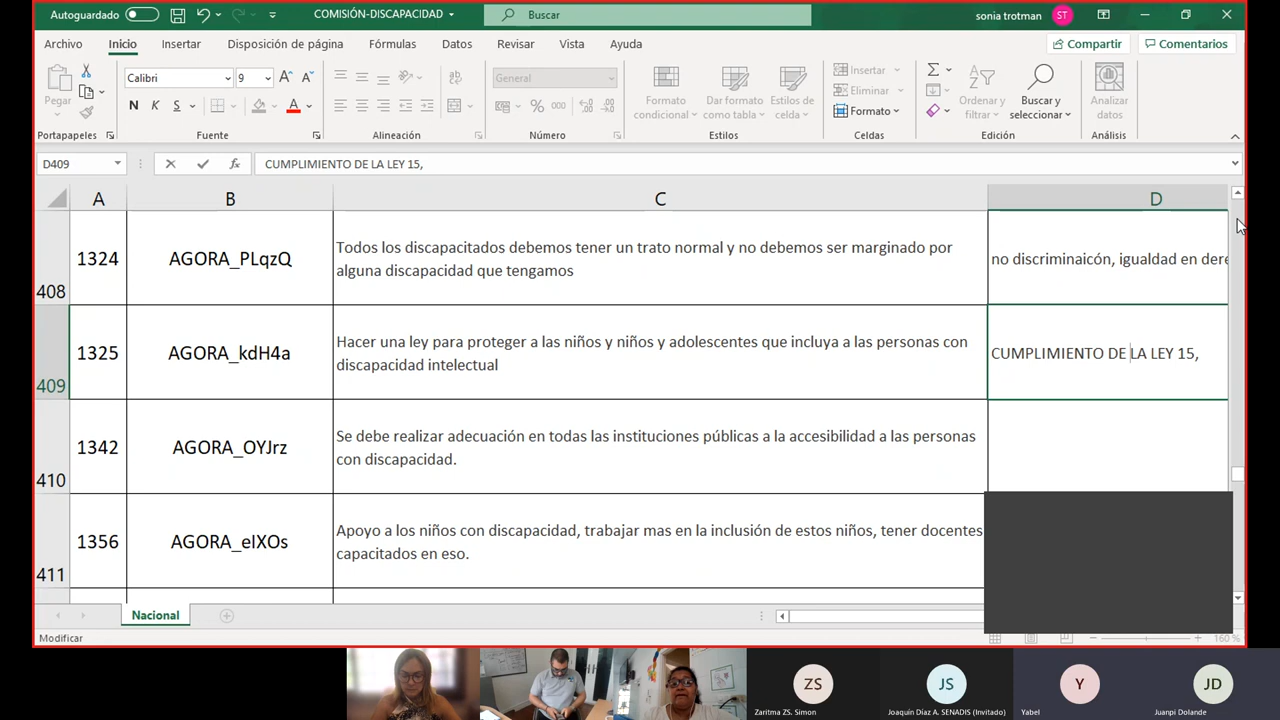 Autoguardado
COMISIÓN-DISCAPACIDAD
Buscar
sonia trotman
ST
Archivo
Inicio
Insertar
Disposición de página
Fórmulas
Datos
Revisar
Vista
Ayuda
Compartir
Comentarios
Pegar
Calibri
9
N K S
General
Formato condicional
Dar formato como tabla
Estilos de celda
Insertar
Eliminar
Formato
Ordenar y filtrar
Buscar y seleccionar
Analizar datos
Portapapeles
Fuente
Alineación
Número
Estilos
Celdas
Edición
Análisis
D409
fx
CUMPLIMIENTO DE LA LEY 15,
A B C D
408
1324
AGORA_PLqzQ
Todos los discapacitados debemos tener un trato normal y no debemos ser marginado por
alguna discapacidad que tengamos
no discriminaicón, igualdad en dere
409
1325
AGORA_kdH4a
Hacer una ley para proteger a las niños y niños y adolescentes que incluya a las personas con
discapacidad intelectual
CUMPLIMIENTO DE LA LEY 15,
410
1342
AGORA_OYJrz
Se debe realizar adecuación en todas las instituciones públicas a la accesibilidad a las personas
con discapacidad.
411
1356
AGORA_eIXOs
Apoyo a los niños con discapacidad, trabajar mas en la inclusión de estos niños, tener docentes
capacitados en eso.
Nacional
Modificar
160 %
ZS
Zaritma ZS. Simon
JS
Joaquín Díaz A. SENADIS (Invitado)
Y
Yabel
JD
Juanpi Dolande